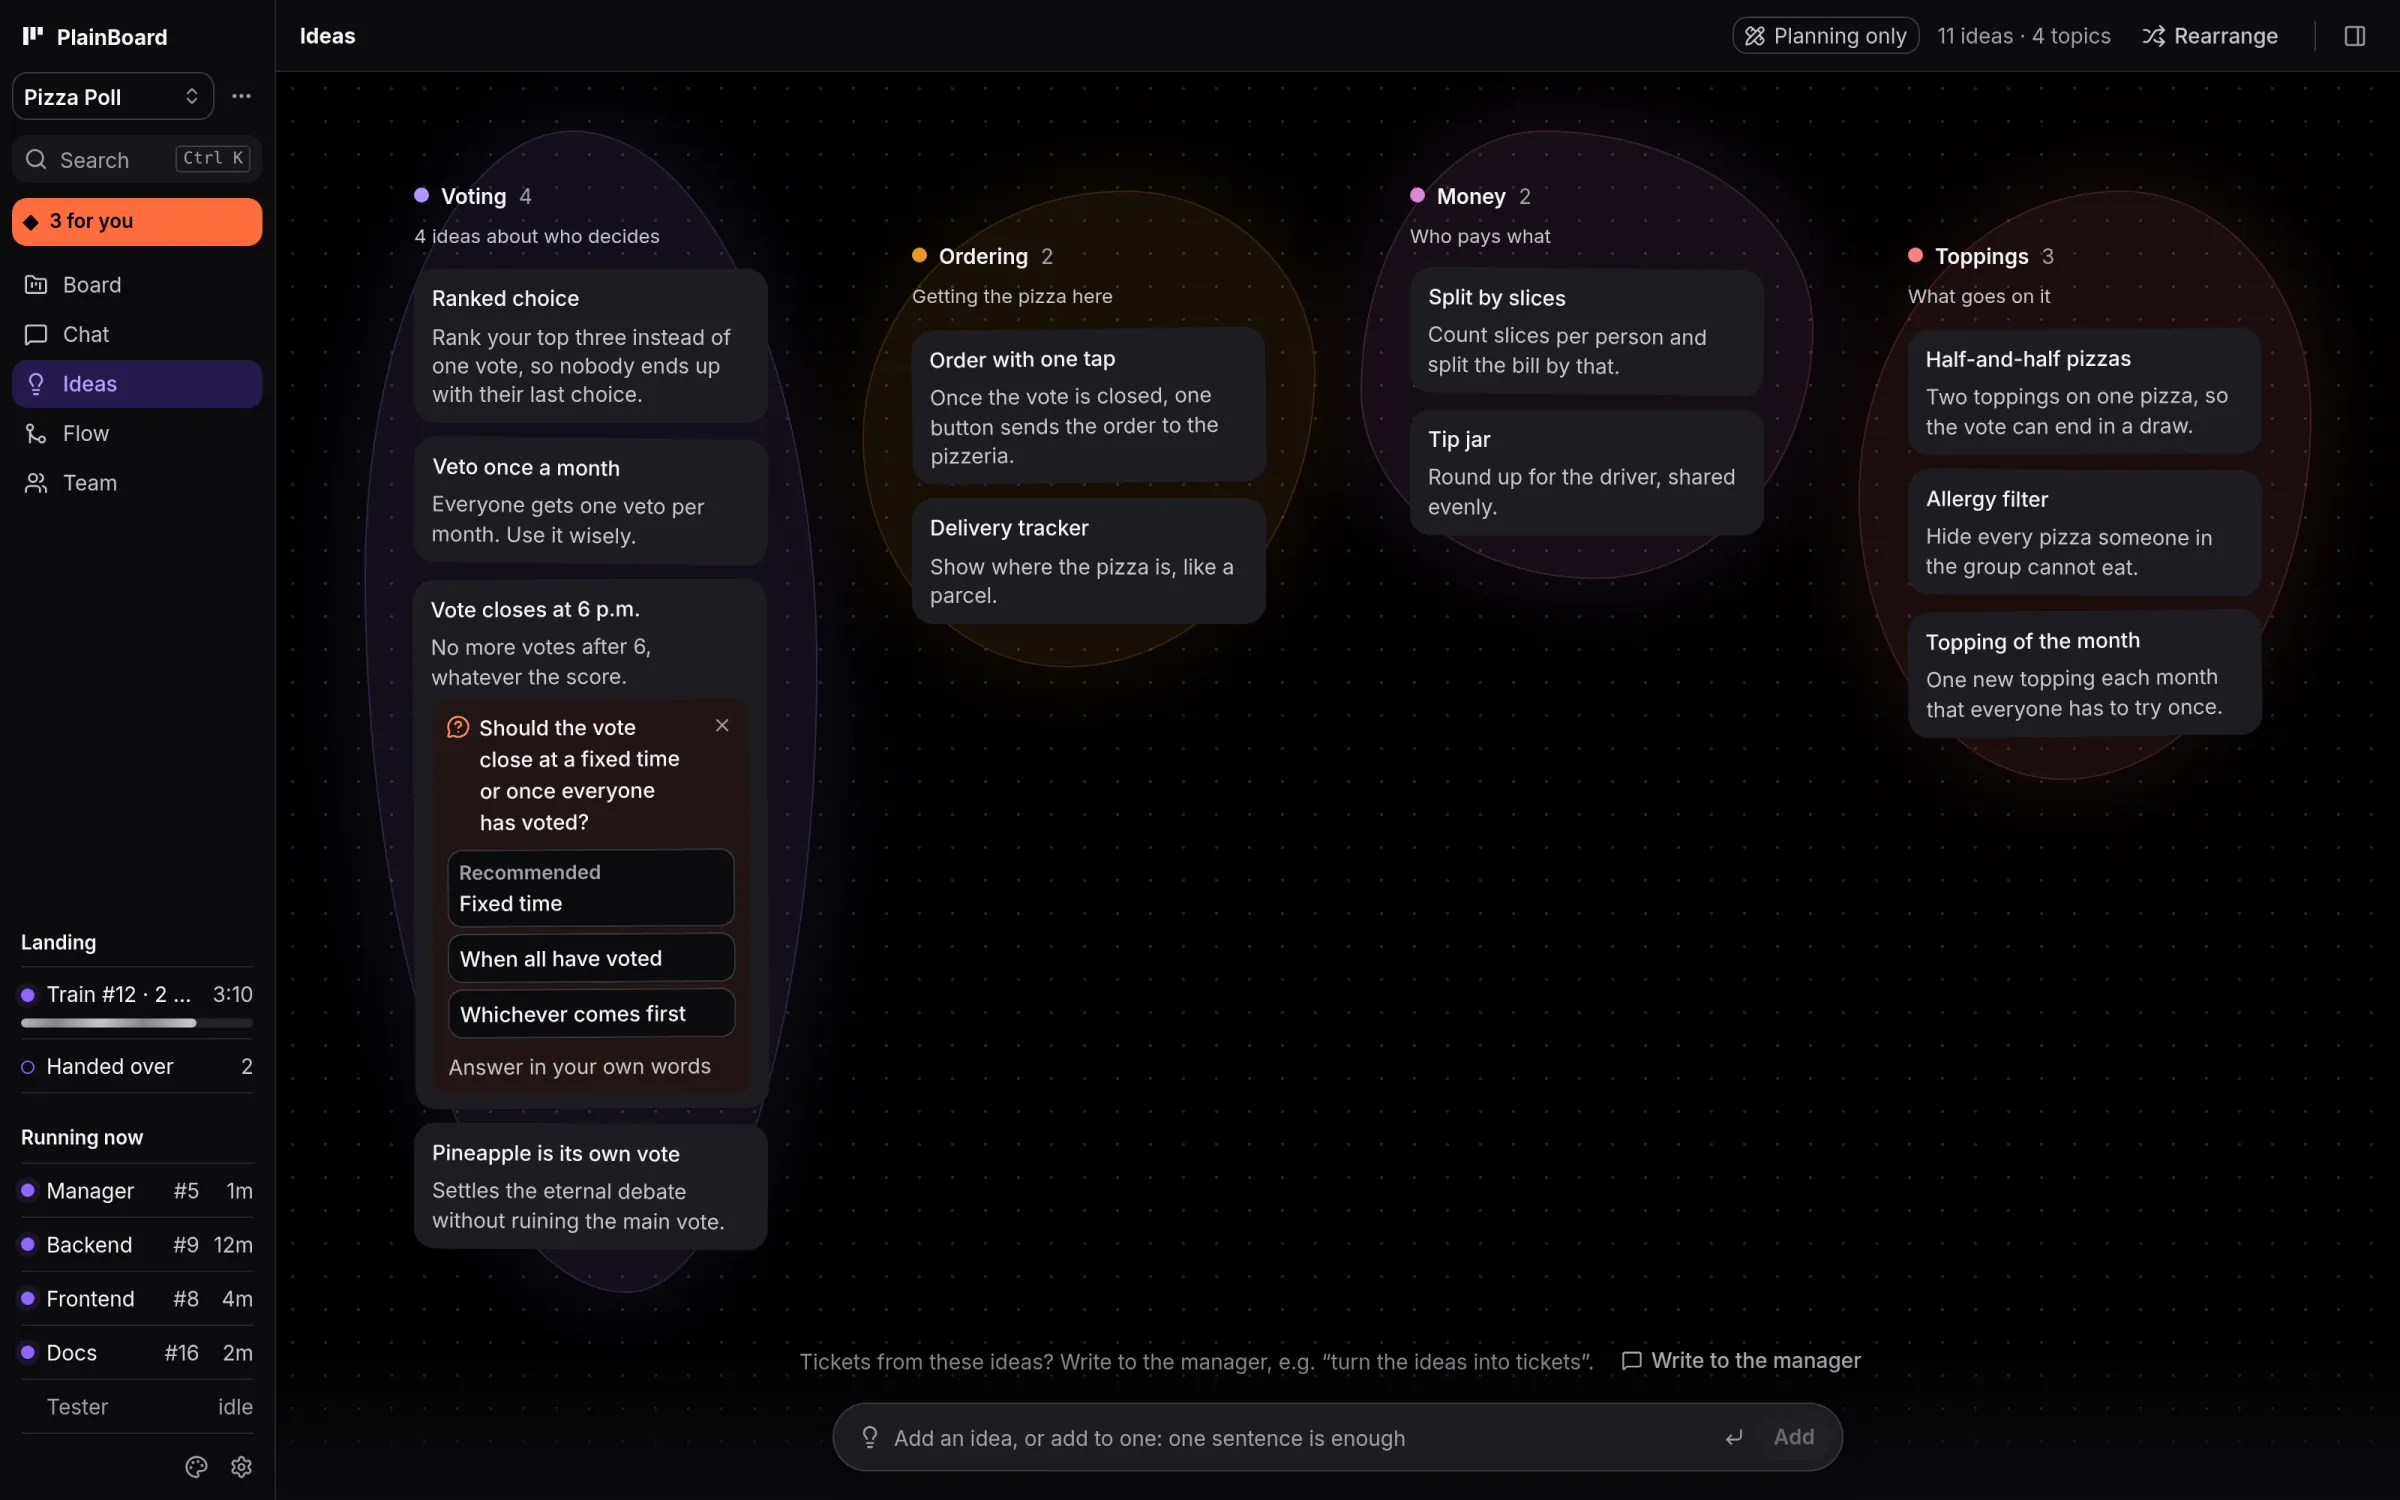 PlainBoard
Pizza Poll
Search
Ctrl K
3 for you
Board
Chat
Ideas
Flow
Team
Landing
Train #12 · 2 ... 3:10
Handed over 2
Running now
Manager #5 1m
Backend #9 12m
Frontend #8 4m
Docs #16 2m
Tester idle
Ideas
Planning only
11 ideas · 4 topics
Rearrange
Voting 4
4 ideas about who decides
Ranked choice
Rank your top three instead of
one vote, so nobody ends up
with their last choice.
Veto once a month
Everyone gets one veto per
month. Use it wisely.
Vote closes at 6 p.m.
No more votes after 6,
whatever the score.
Should the vote
close at a fixed time
or once everyone
has voted?
Recommended
Fixed time
When all have voted
Whichever comes first
Answer in your own words
Pineapple is its own vote
Settles the eternal debate
without ruining the main vote.
Ordering 2
Getting the pizza here
Order with one tap
Once the vote is closed, one
button sends the order to the
pizzeria.
Delivery tracker
Show where the pizza is, like a
parcel.
Money 2
Who pays what
Split by slices
Count slices per person and
split the bill by that.
Tip jar
Round up for the driver, shared
evenly.
Toppings 3
What goes on it
Half-and-half pizzas
Two toppings on one pizza, so
the vote can end in a draw.
Allergy filter
Hide every pizza someone in
the group cannot eat.
Topping of the month
One new topping each month
that everyone has to try once.
Tickets from these ideas? Write to the manager, e.g. “turn the ideas into tickets”.
Write to the manager
Add an idea, or add to one: one sentence is enough
Add